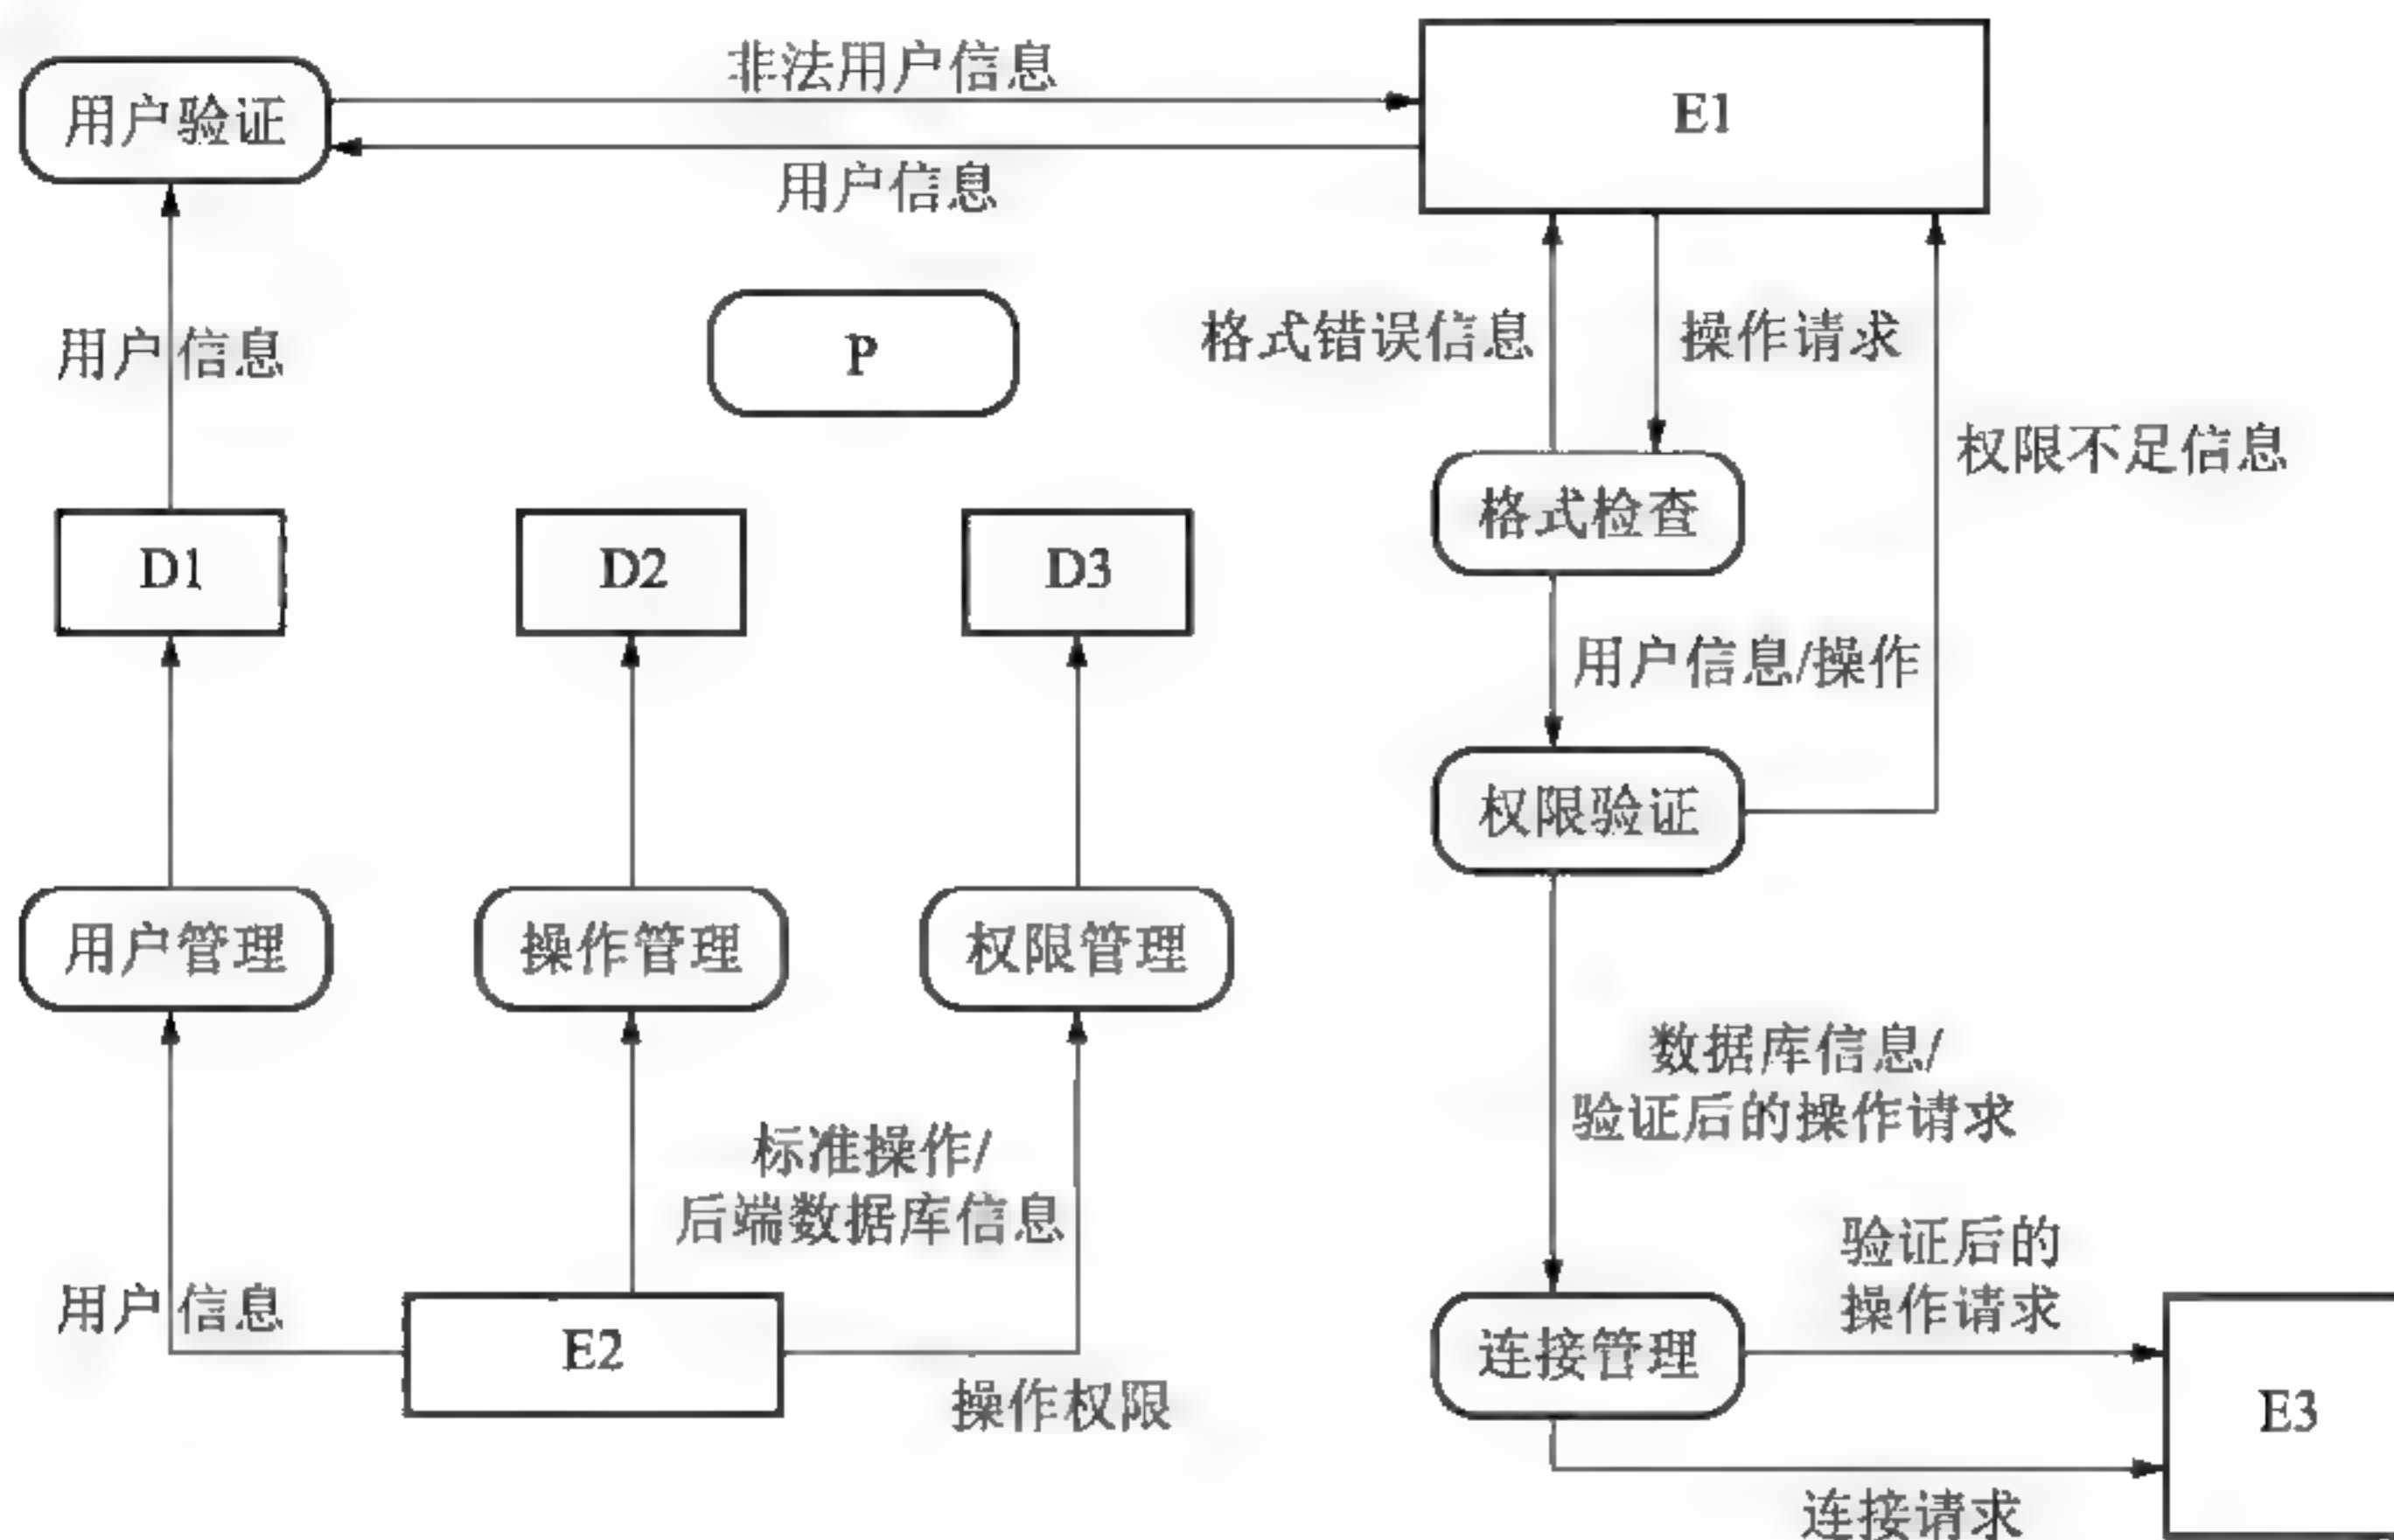 非法用户信息
用户验证
E1
用户信息
P
用户信息
格式错误信息
操作请求
权限不足信息
格式检查
D1
D2
D3
用户信息/操作
权限验证
用户管理
操作管理
权限管理
数据库信息/
验证后的操作请求
标准操作/
后端数据库信息
验证后的
操作请求
用户信息
E2
连接管理
E3
操作权限
连接请求